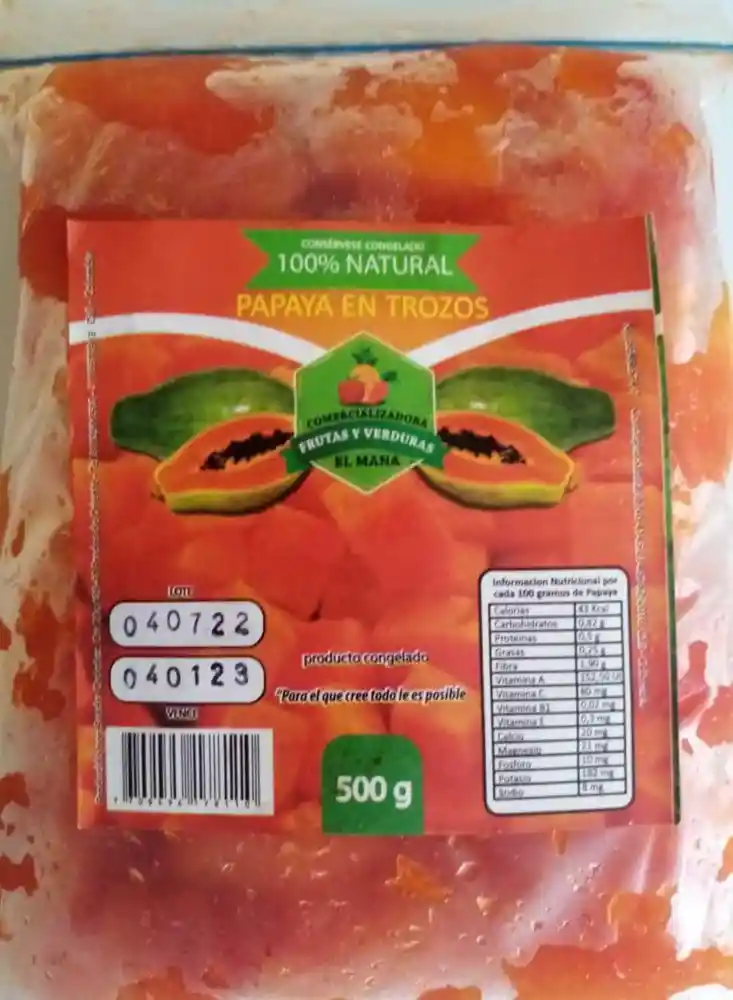 CONSÉRVESE CONGELADO
100% NATURAL
PAPAYA EN TROZOS
COMERCIALIZADORA
FRUTAS Y VERDURAS
EL MANA
LOTE
040722
040123
VENCE
producto congelado
"Para el que cree todo le es posible
500 g
Informacion Nutricional por
cada 100 gramos de Papaya
Calorias 43 Kcal
Carbohidratos 0,82 g
Proteinas 0,5 g
Grasas 0,25 g
Fibra 1,90 g
Vitamina A
Vitamina C 80 mg
Vitamina B1 0,02 mg
Vitamina E 0,3 mg
Calcio 20 mg
Magnesio 21 mg
Fosforo 10 mg
Potasio 182 mg
Sodio 8 mg